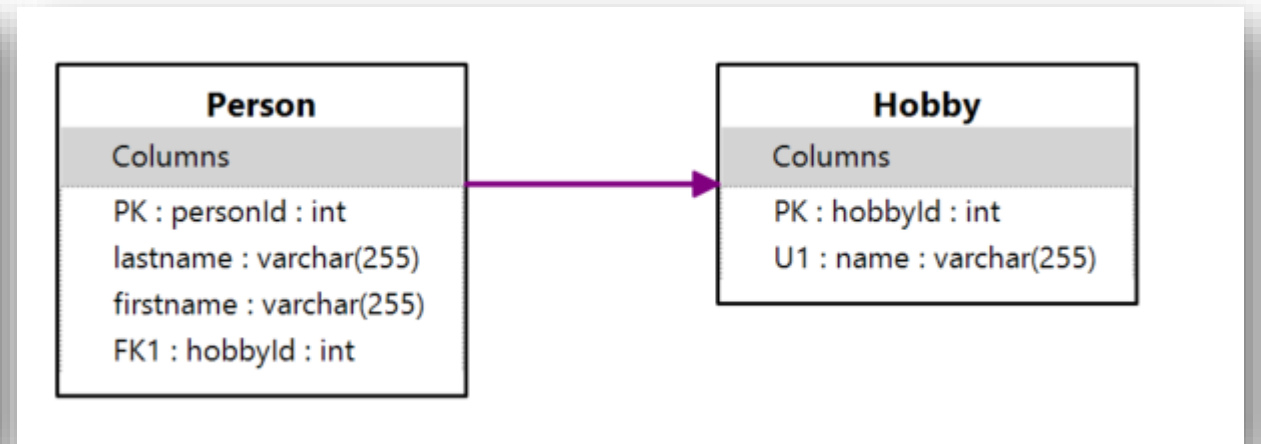 Person
Columns
PK : personId : int
lastname : varchar(255)
firstname : varchar(255)
FK1 : hobbyId : int
Hobby
Columns
PK : hobbyId : int
U1 : name : varchar(255)